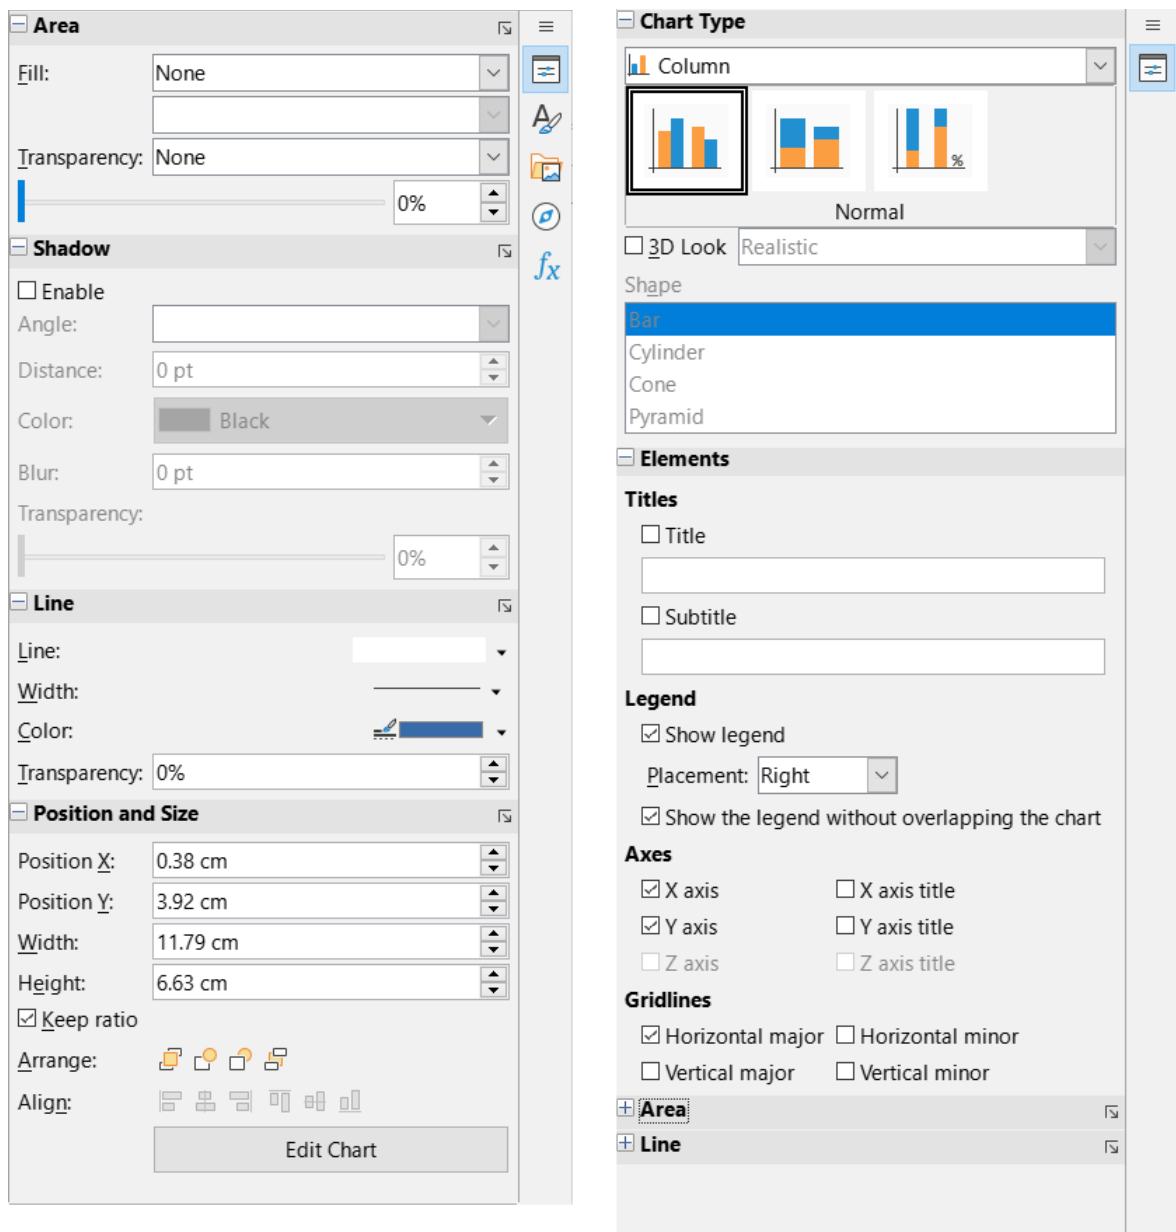 Area
Fill: None
Transparency: None
0%
Shadow
Enable
Angle:
Distance: 0 pt
Color: Black
Blur: 0 pt
Transparency:
0%
Line
Line:
Width:
Color:
Transparency: 0%
Position and Size
Position X: 0.38 cm
Position Y: 3.92 cm
Width: 11.79 cm
Height: 6.63 cm
Keep ratio
Arrange:
Align:
Edit Chart
fx
Chart Type
Column
%
Normal
3D Look Realistic
Shape
Bar
Cylinder
Cone
Pyramid
Elements
Titles
Title
Subtitle
Legend
Show legend
Placement: Right
Show the legend without overlapping the chart
Axes
X axis X axis title
Y axis Y axis title
Z axis Z axis title
Gridlines
Horizontal major Horizontal minor
Vertical major Vertical minor
Area
Line